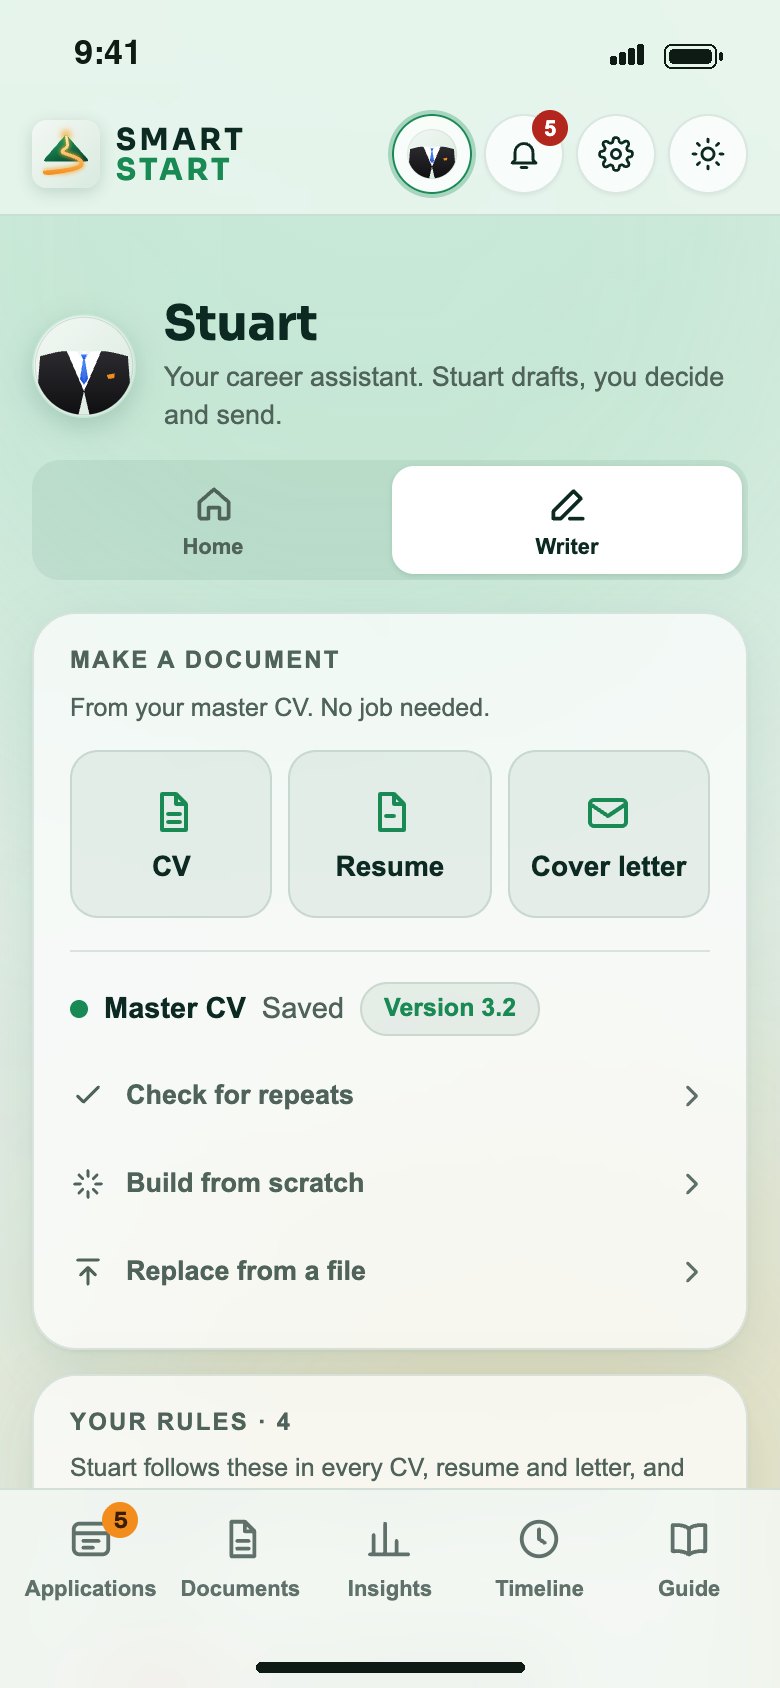 9:41
SMART
START
5
Stuart
Your career assistant. Stuart drafts, you decide
and send.
Home
Writer
MAKE A DOCUMENT
From your master CV. No job needed.
CV
Resume
Cover letter
Master CV Saved Version 3.2
Check for repeats
Build from scratch
Replace from a file
YOUR RULES · 4
Stuart follows these in every CV, resume and letter, and
5
Applications
Documents
Insights
Timeline
Guide